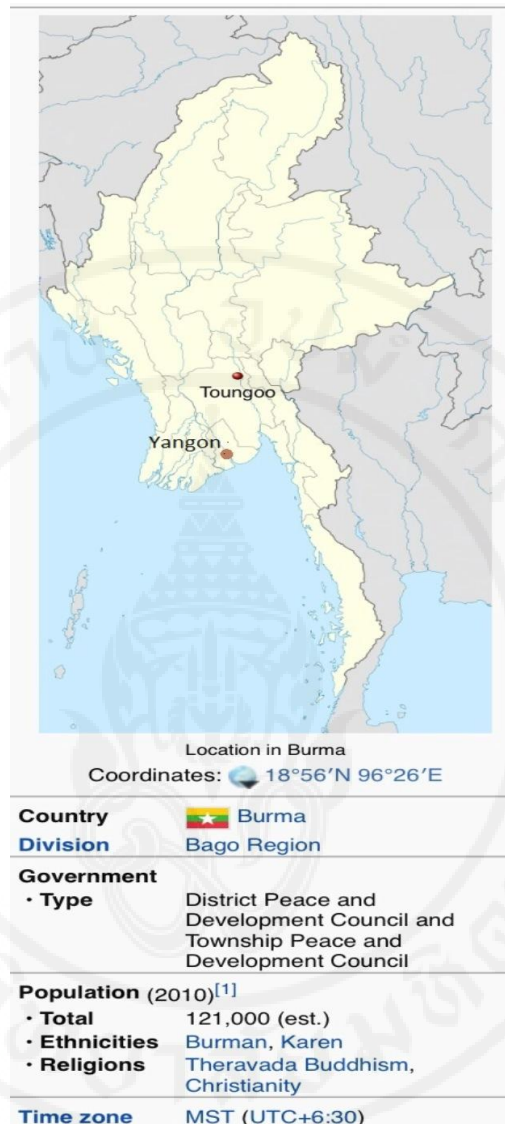 Toungoo
Yangon
Location in Burma
Coordinates: 18°56′N 96°26′E
Country Burma
Division Bago Region
Government
• Type District Peace and
Development Council and
Township Peace and
Development Council
Population (2010)[1]
• Total 121,000 (est.)
• Ethnicities Burman, Karen
• Religions Theravada Buddhism,
Christianity
Time zone MST (UTC+6:30)